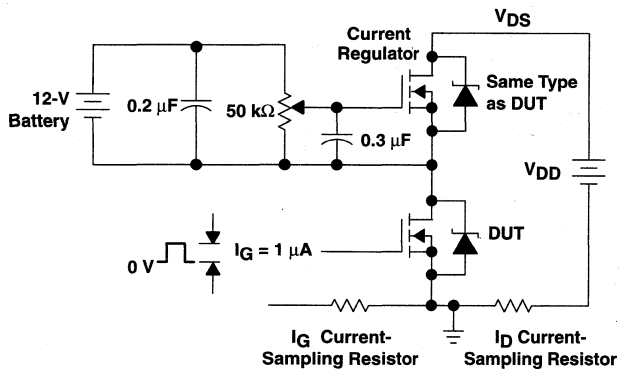 VDS
Current
Regulator
12-V
Battery
0.2 µF
50 kΩ
0.3 µF
Same Type
as DUT
VDD
0 V
IG = 1 µA
DUT
IG Current-
Sampling Resistor
ID Current-
Sampling Resistor